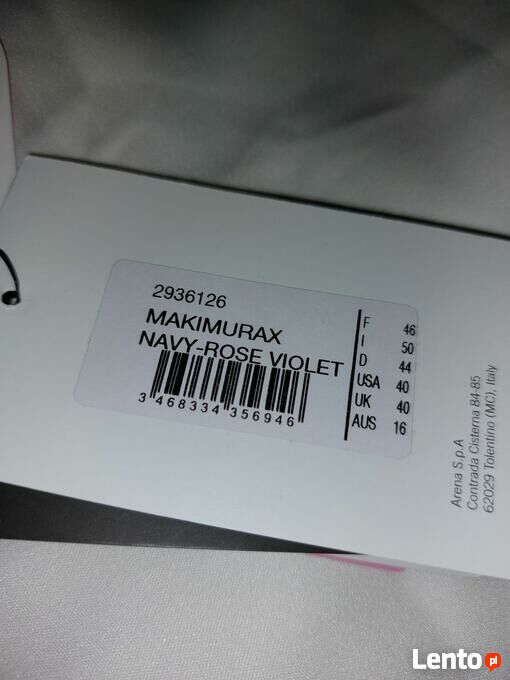 2936126
MAKIMURAX
NAVY-ROSE VIOLET
3 468334 356946
F 46
I 50
D 44
USA 40
UK 40
AUS 16
Arena S.p.A
Contrada Cisterna 84-85
62029 Tolentino (MC), Italy
Lento pl